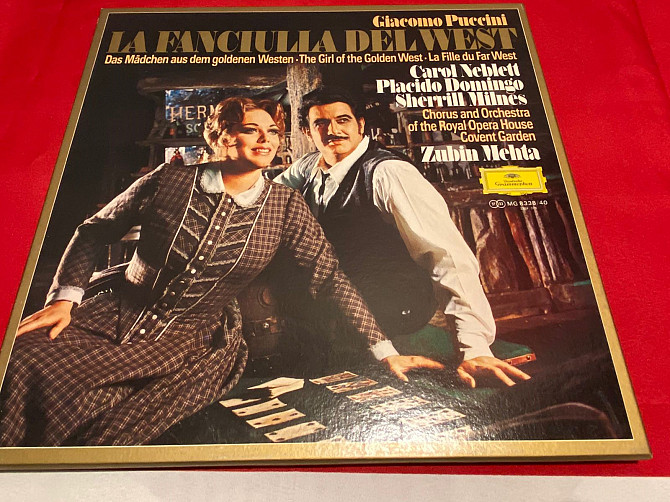 Giacomo Puccini
LA FANCIULLA DEL WEST
Das Mädchen aus dem goldenen Westen · The Girl of the Golden West · La Fille du Far West
Carol Neblett
Placido Domingo
Sherrill Milnes
Chorus and Orchestra
of the Royal Opera House
Covent Garden
Zubin Mehta
Deutsche
Grammophon
MG 8338/40
HERM